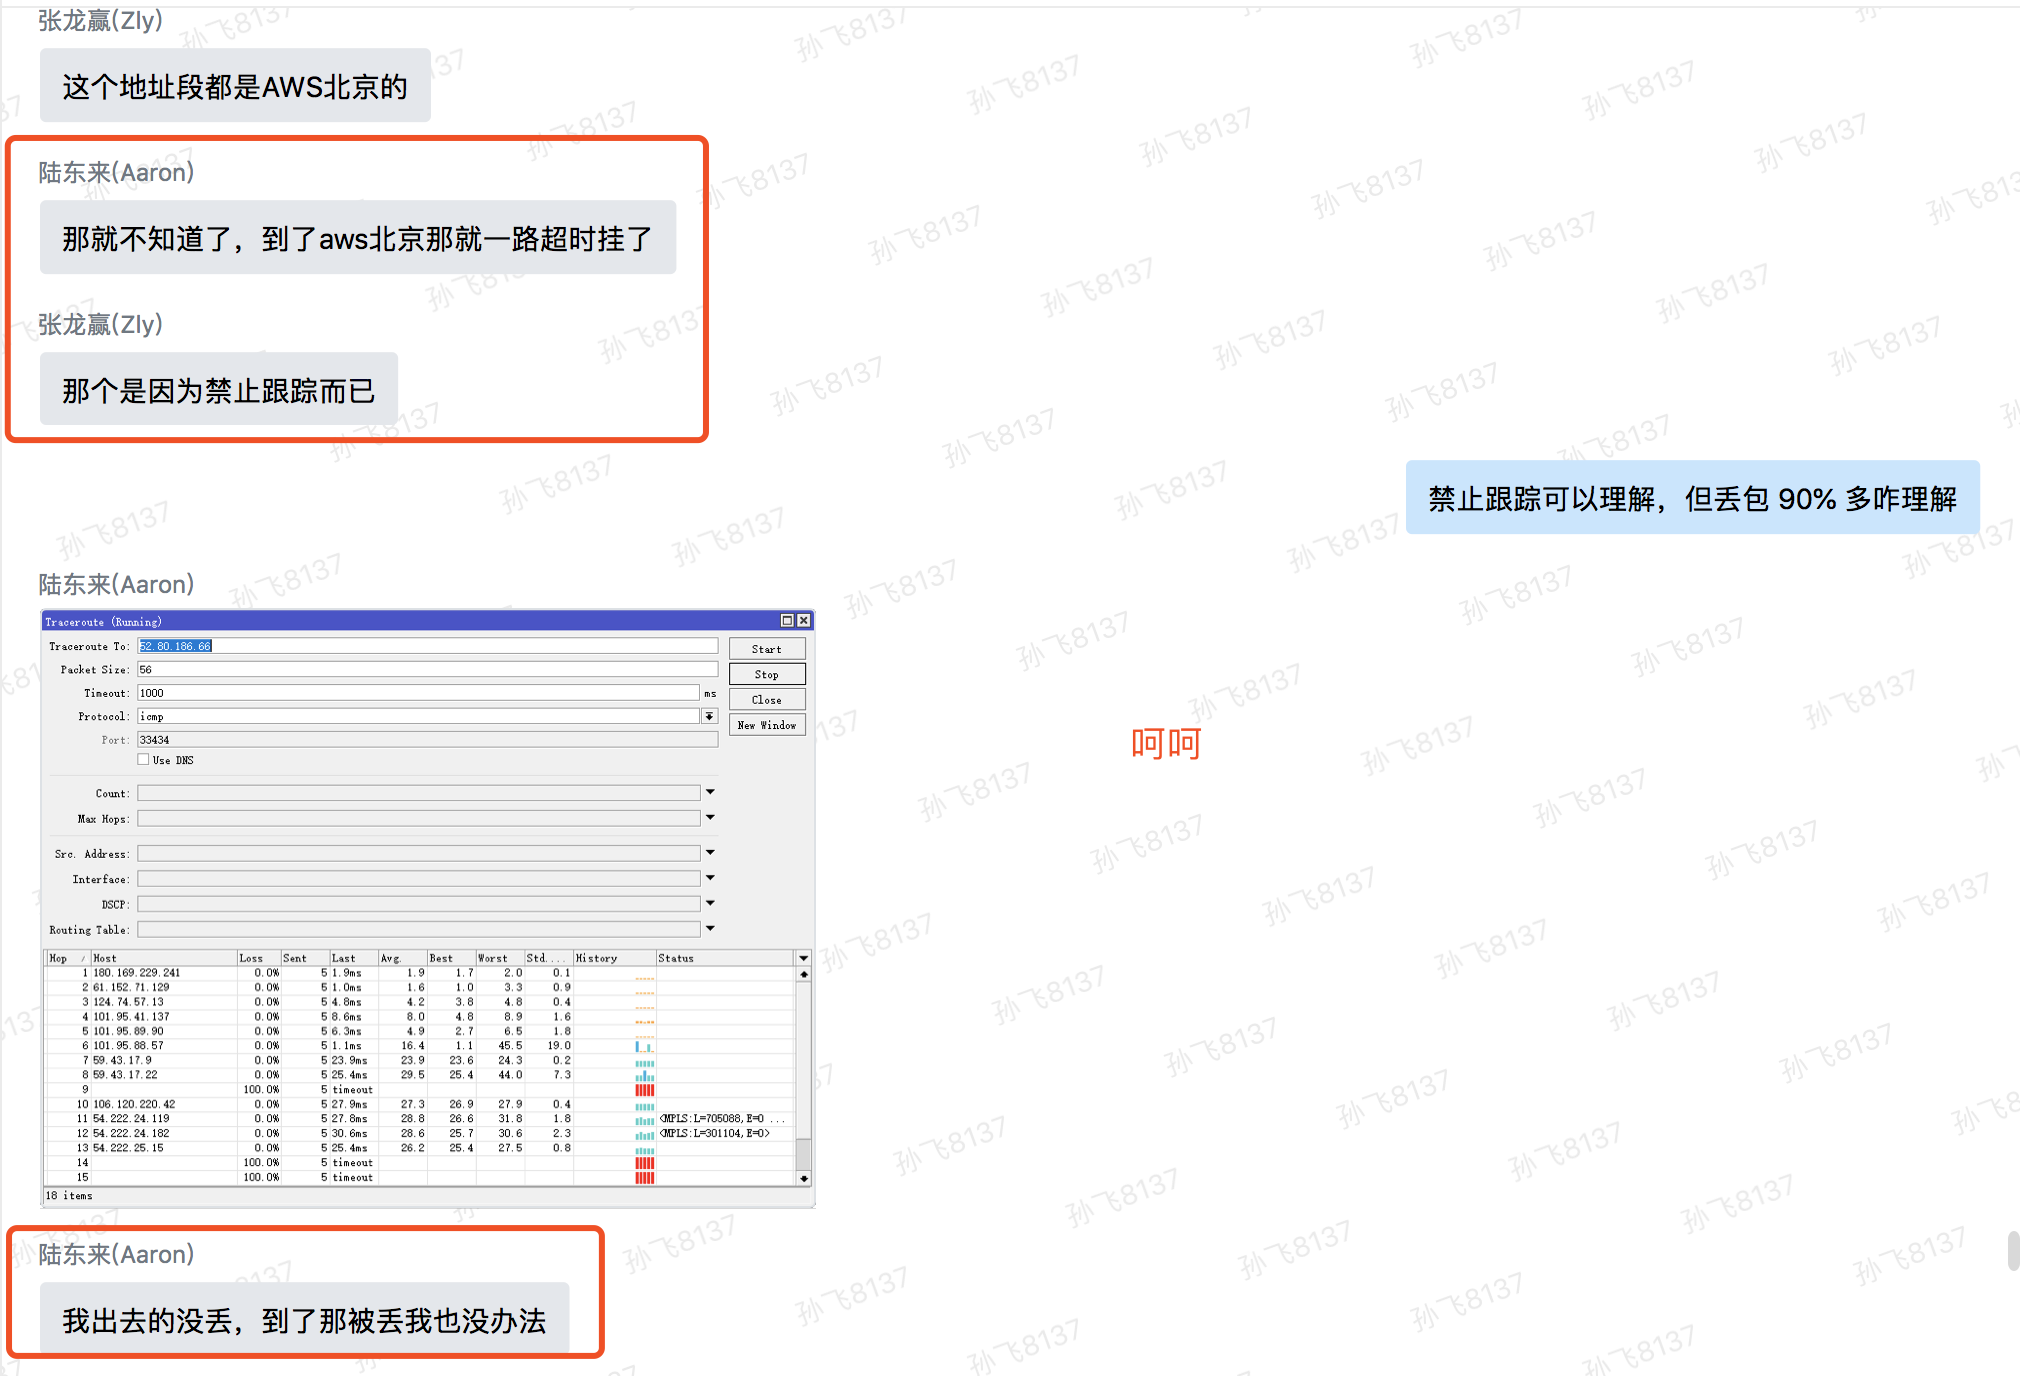 张龙赢(Zly)
这个地址段都是AWS北京的
陆东来(Aaron)
那就不知道了，到了aws北京那就一路超时挂了
张龙赢(Zly)
那个是因为禁止跟踪而已
禁止跟踪可以理解，但丢包 90% 多咋理解
陆东来(Aaron)
Traceroute (Running)
Traceroute To: 52.80.186.66
Packet Size: 56
Timeout: 1000 ms
Protocol: icmp
Port: 33434
Use DNS
Start
Stop
Close
New Window
Count:
Max Hops:
Src. Address:
Interface:
DSCP:
Routing Table:
Hop / Host Loss Sent Last Avg. Best Worst Std.... History Status
1 180.169.229.241 0.0% 5 1.9ms 1.9 1.7 2.0 0.1
2 61.152.71.129 0.0% 5 1.0ms 1.6 1.0 3.3 0.9
3 124.74.57.13 0.0% 5 4.8ms 4.2 3.8 4.8 0.4
4 101.95.41.137 0.0% 5 8.6ms 8.0 4.8 8.9 1.6
5 101.95.89.90 0.0% 5 6.3ms 4.9 2.7 6.5 1.8
6 101.95.88.57 0.0% 5 1.1ms 16.4 1.1 45.5 19.0
7 59.43.17.9 0.0% 5 23.9ms 23.9 23.6 24.3 0.2
8 59.43.17.22 0.0% 5 25.4ms 29.5 25.4 44.0 7.3
9 100.0% 5 timeout
10 106.120.220.42 0.0% 5 27.9ms 27.3 26.9 27.9 0.4
11 54.222.24.119 0.0% 5 27.8ms 28.8 26.6 31.8 1.8 <MPLS:L=705088,E=0 ...
12 54.222.24.182 0.0% 5 30.6ms 28.6 25.7 30.6 2.3 <MPLS:L=301104,E=0>
13 54.222.25.15 0.0% 5 25.4ms 26.2 25.4 27.5 0.8
14 100.0% 5 timeout
15 100.0% 5 timeout
18 items
呵呵
陆东来(Aaron)
我出去的没丢，到了那被丢我也没办法
孙飞8137